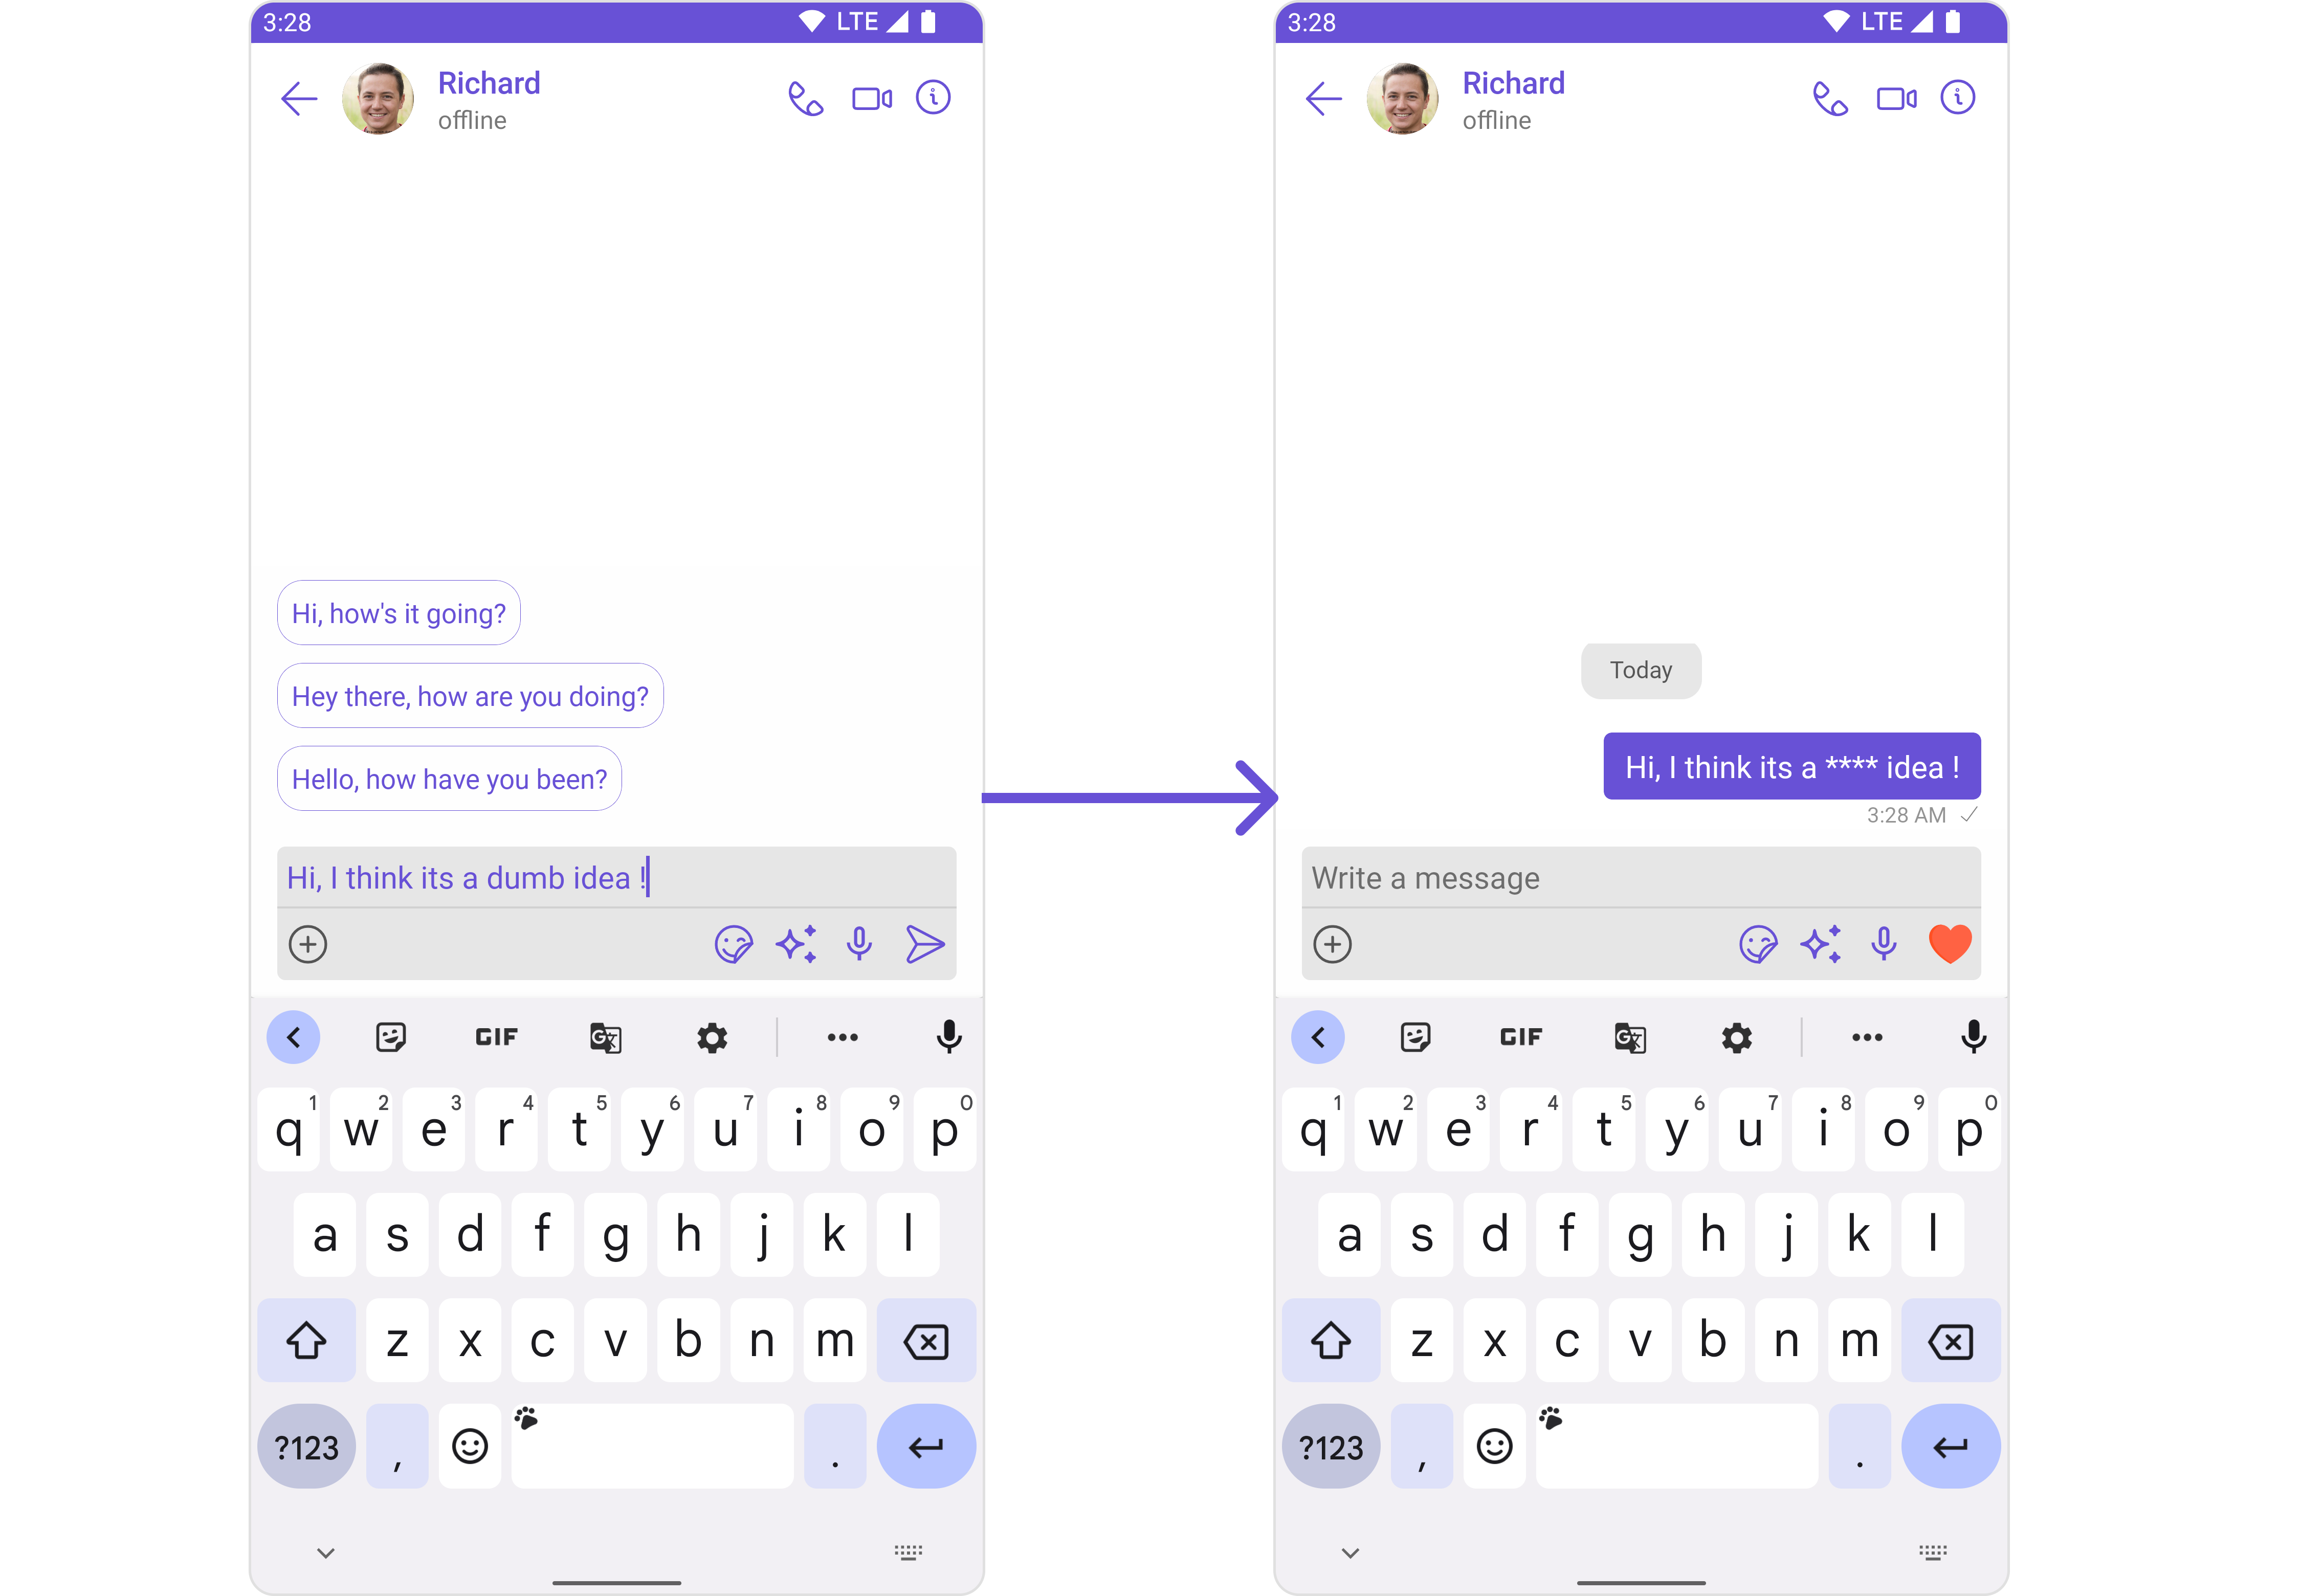 3:28
LTE
Richard
offline
Hi, how's it going?
Hey there, how are you doing?
Hello, how have you been?
Hi, I think its a dumb idea !
GIF
G
1 2 3 4 5 6 7 8 9 0
q w e r t y u i o p
a s d f g h j k l
z x c v b n m
?123 , .
3:28
LTE
Richard
offline
Today
Hi, I think its a **** idea !
3:28 AM
Write a message
GIF
G
1 2 3 4 5 6 7 8 9 0
q w e r t y u i o p
a s d f g h j k l
z x c v b n m
?123 , .